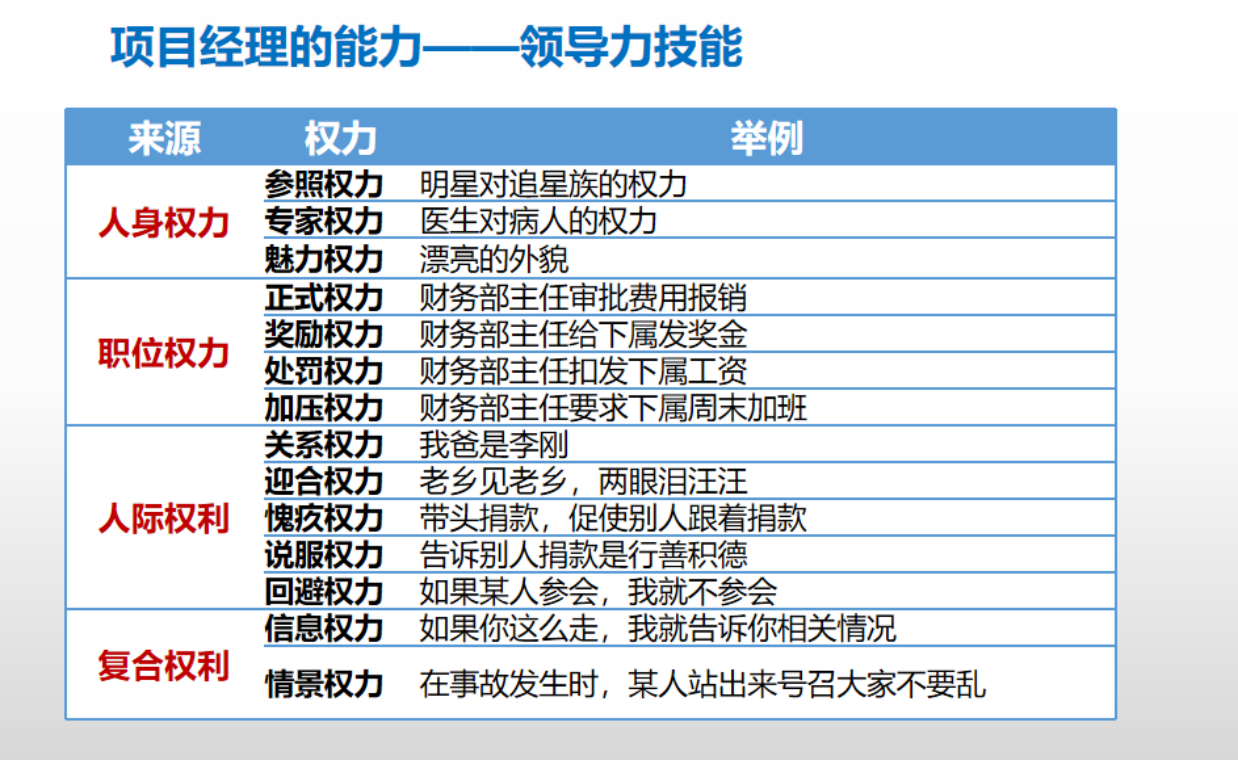 项目经理的能力——领导力技能
来源 权力 举例
人身权力
参照权力 明星对追星族的权力
专家权力 医生对病人的权力
魅力权力 漂亮的外貌
职位权力
正式权力 财务部主任审批费用报销
奖励权力 财务部主任给下属发奖金
处罚权力 财务部主任扣发下属工资
加压权力 财务部主任要求下属周末加班
人际权利
关系权力 我爸是李刚
迎合权力 老乡见老乡，两眼泪汪汪
愧疚权力 带头捐款，促使别人跟着捐款
说服权力 告诉别人捐款是行善积德
回避权力 如果某人参会，我就不参会
复合权利
信息权力 如果你这么走，我就告诉你相关情况
情景权力 在事故发生时，某人站出来号召大家不要乱